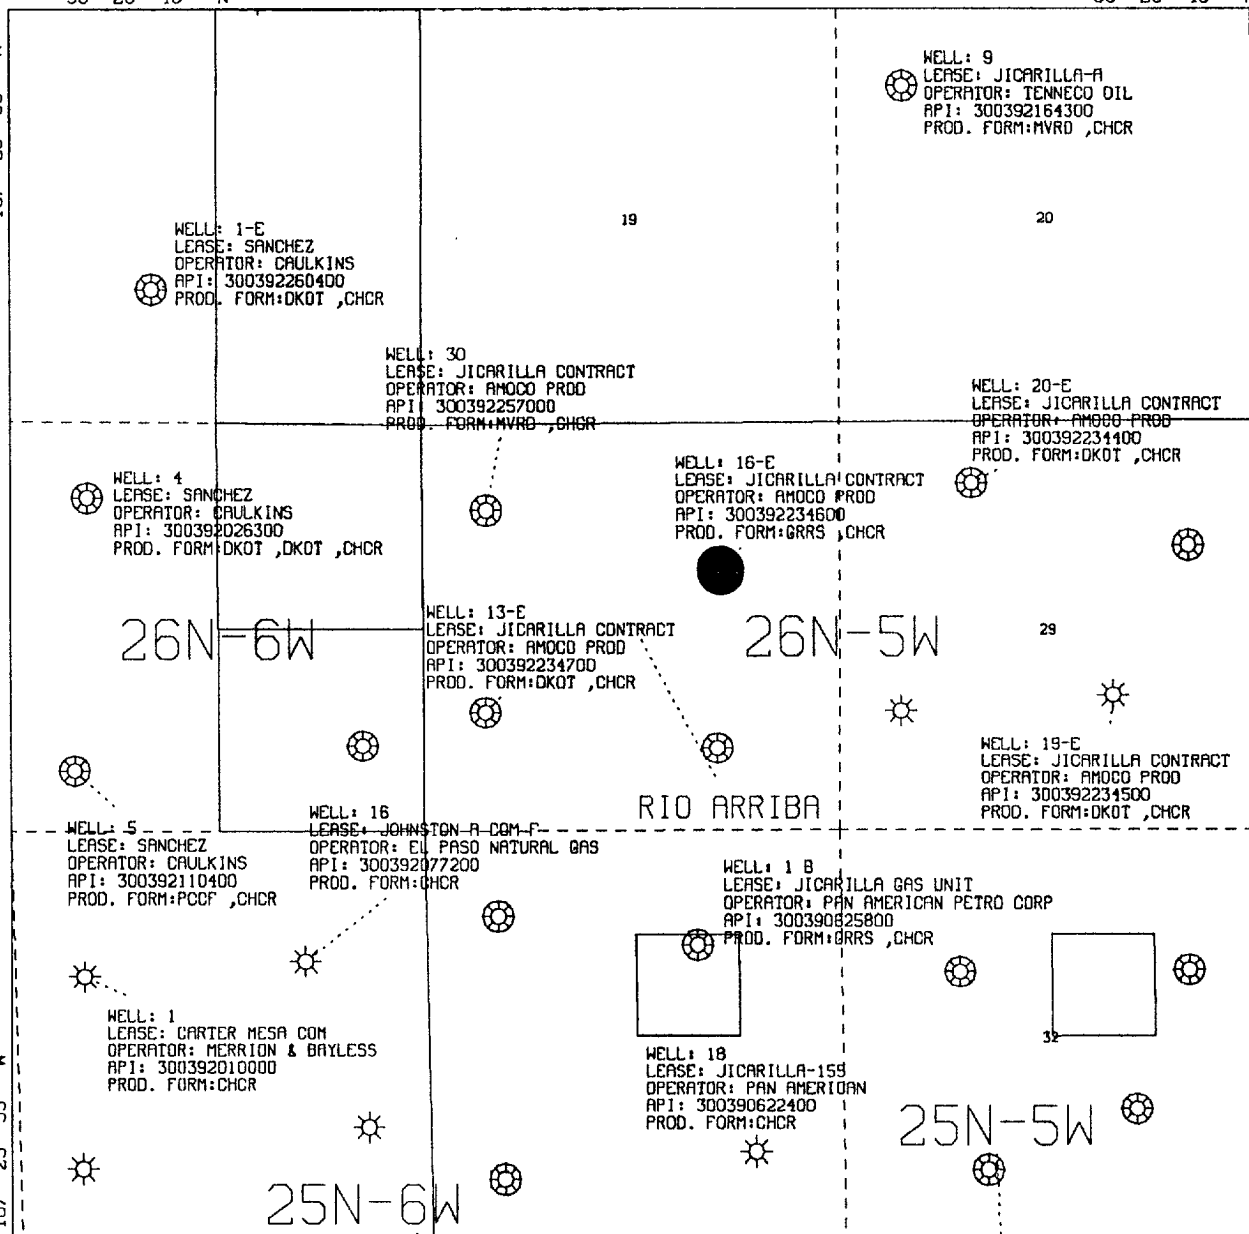 WELL: 9
LEASE: JICARILLA-A
OPERATOR: TENNECO OIL
API: 300392164300
PROD. FORM:MVRD ,CHCR
19
20
WELL: 1-E
LEASE: SANCHEZ
OPERATOR: CAULKINS
API: 300392260400
PROD. FORM:DKOT ,CHCR
WELL: 30
LEASE: JICARILLA CONTRACT
OPERATOR: AMOCO PROD
API: 300392257000
PROD. FORM:MVRD ,CHCR
WELL: 20-E
LEASE: JICARILLA CONTRACT
OPERATOR: AMOCO PROD
API: 300392234400
PROD. FORM:DKOT ,CHCR
WELL: 4
LEASE: SANCHEZ
OPERATOR: CAULKINS
API: 300392026300
PROD. FORM:DKOT ,DKOT ,CHCR
WELL: 16-E
LEASE: JICARILLA CONTRACT
OPERATOR: AMOCO PROD
API: 300392234600
PROD. FORM:GRRS ,CHCR
WELL: 13-E
LEASE: JICARILLA CONTRACT
OPERATOR: AMOCO PROD
API: 300392234700
PROD. FORM:DKOT ,CHCR
26N-6W
26N-5W
29
WELL: 19-E
LEASE: JICARILLA CONTRACT
OPERATOR: AMOCO PROD
API: 300392234500
PROD. FORM:DKOT ,CHCR
RIO ARRIBA
WELL: 5
LEASE: SANCHEZ
OPERATOR: CAULKINS
API: 300392110400
PROD. FORM:PCCF ,CHCR
WELL: 16
LEASE: JOHNSTON A COM F
OPERATOR: EL PASO NATURAL GAS
API: 300392077200
PROD. FORM:CHCR
WELL: 1 B
LEASE: JICARILLA GAS UNIT
OPERATOR: PAN AMERICAN PETRO CORP
API: 300390625800
PROD. FORM:GRRS ,CHCR
WELL: 1
LEASE: CARTER MESA COM
OPERATOR: MERRION & BAYLESS
API: 300392010000
PROD. FORM:CHCR
32
WELL: 18
LEASE: JICARILLA-155
OPERATOR: PAN AMERICAN
API: 300390622400
PROD. FORM:CHCR
25N-5W
25N-6W